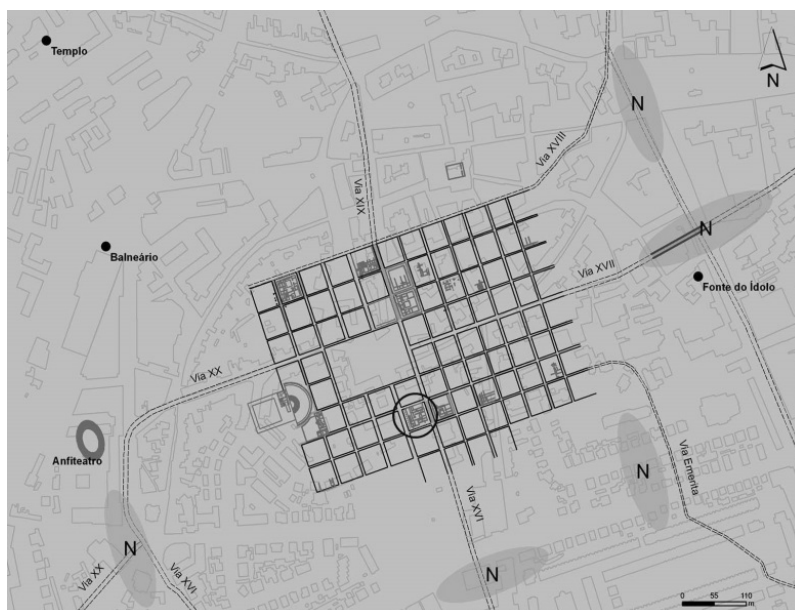 Templo
N
N
Via XIX
Via XVIII
N
Balneário
Via XVII
Fonte do Ídolo
Via XX
Anfiteatro
N
Via Emerita
Via XVI
N
N
Via XX
Via XVI
0 55 110
m